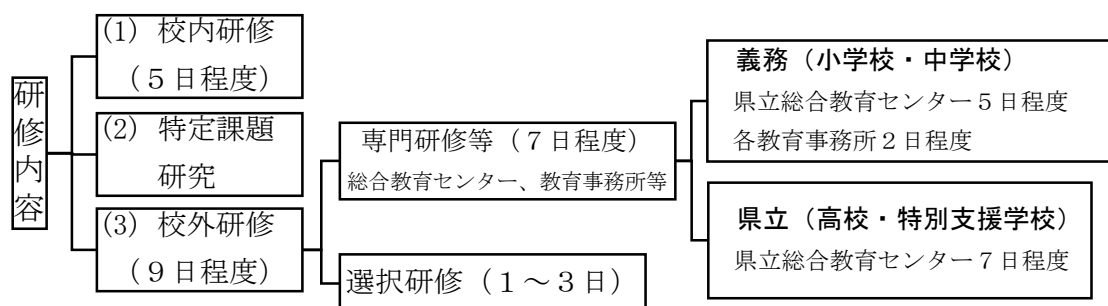 研修内容
(1) 校内研修
（５日程度）
(2) 特定課題
研究
(3) 校外研修
（９日程度）
専門研修等（７日程度）
総合教育センター、教育事務所等
選択研修（１～３日）
義務（小学校・中学校）
県立総合教育センター５日程度
各教育事務所２日程度
県立（高校・特別支援学校）
県立総合教育センター７日程度